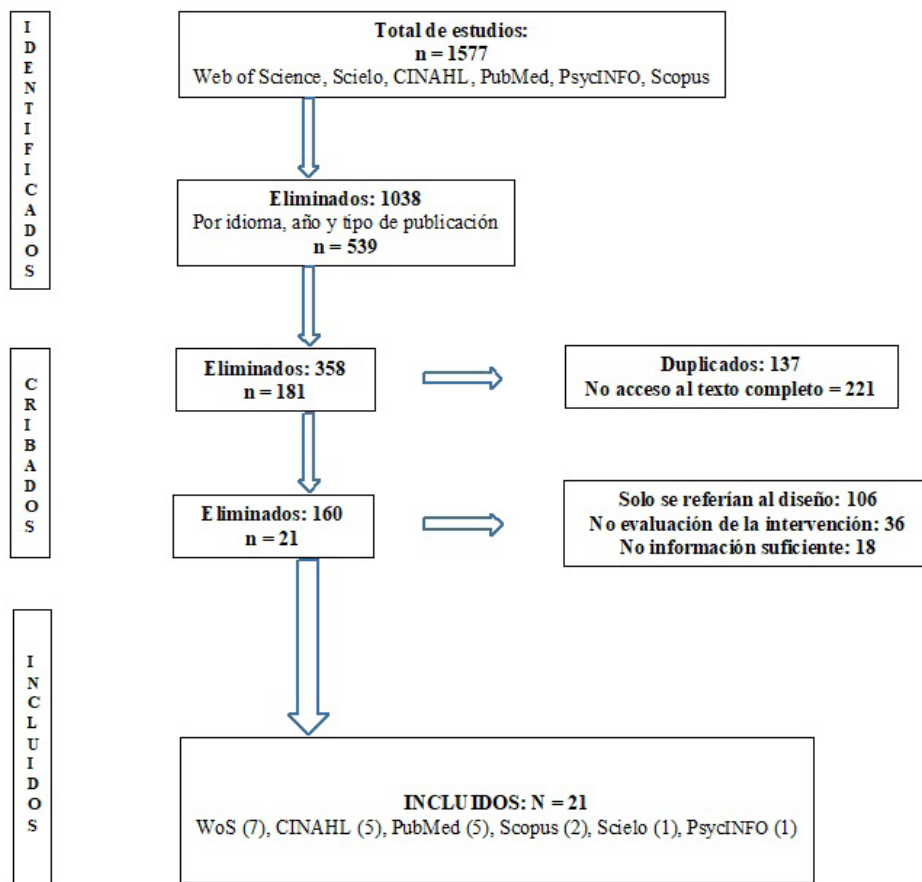 IDENTIFICADOS
Total de estudios:
n = 1577
Web of Science, Scielo, CINAHL, PubMed, PsycINFO, Scopus
Eliminados: 1038
Por idioma, año y tipo de publicación
n = 539
CRIBADOS
Eliminados: 358
n = 181
Duplicados: 137
No acceso al texto completo = 221
Eliminados: 160
n = 21
Solo se referían al diseño: 106
No evaluación de la intervención: 36
No información suficiente: 18
INCLUIDOS
INCLUIDOS: N = 21
WoS (7), CINAHL (5), PubMed (5), Scopus (2), Scielo (1), PsycINFO (1)